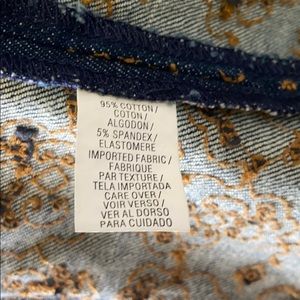 95% COTTON/
COTON/
ALGODON/
5% SPANDEX/
ELASTOMERE
IMPORTED FABRIC/
FABRIQUE
PAR TEXTURE/
TELA IMPORTADA
CARE OVER/
VOIR VERSO/
VER AL DORSO
PARA CUIDADO